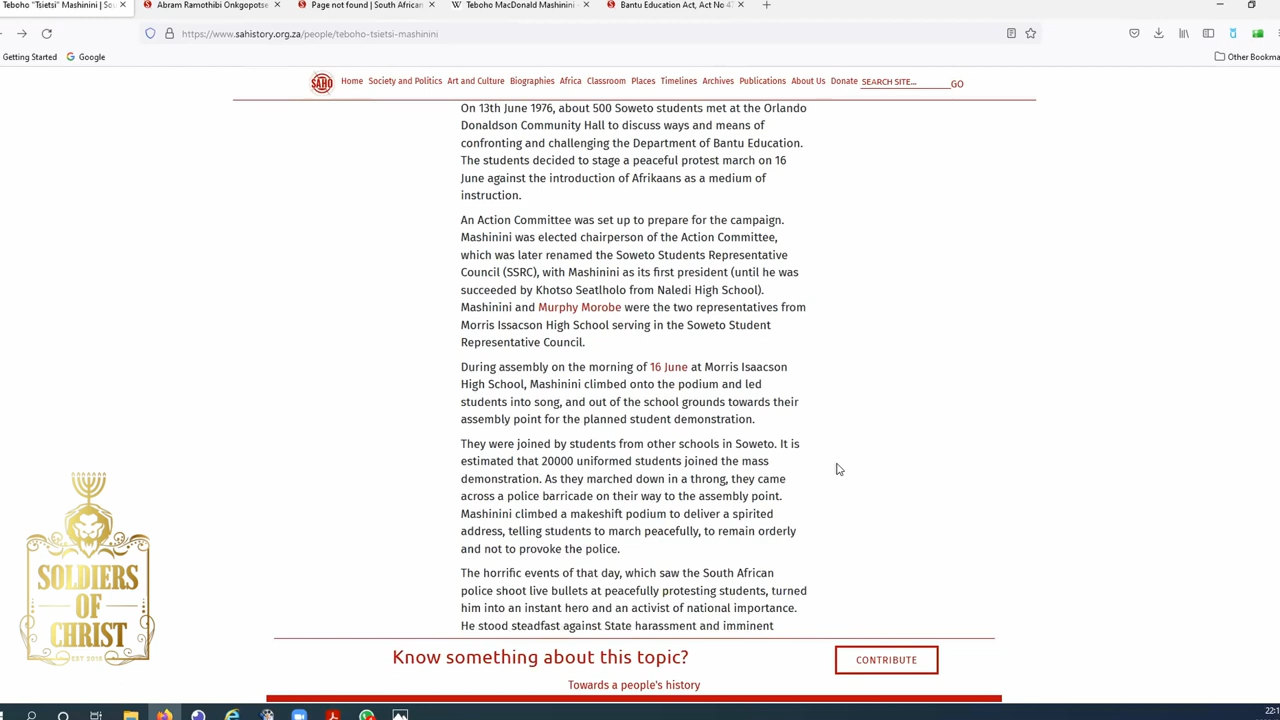 Teboho "Tsietsi" Mashinini | Sou
Abram Ramothibi Onkgopotse
Page not found | South African
Teboho MacDonald Mashinini -
Bantu Education Act, Act No 47
https://www.sahistory.org.za/people/teboho-tsietsi-mashinini
Getting Started
Google
Other Bookma
SAHO
Home Society and Politics Art and Culture Biographies Africa Classroom Places Timelines Archives Publications About Us Donate SEARCH SITE... GO
On 13th June 1976, about 500 Soweto students met at the Orlando
Donaldson Community Hall to discuss ways and means of
confronting and challenging the Department of Bantu Education.
The students decided to stage a peaceful protest march on 16
June against the introduction of Afrikaans as a medium of
instruction.
An Action Committee was set up to prepare for the campaign.
Mashinini was elected chairperson of the Action Committee,
which was later renamed the Soweto Students Representative
Council (SSRC), with Mashinini as its first president (until he was
succeeded by Khotso Seatlholo from Naledi High School).
Mashinini and Murphy Morobe were the two representatives from
Morris Issacson High School serving in the Soweto Student
Representative Council.
During assembly on the morning of 16 June at Morris Isaacson
High School, Mashinini climbed onto the podium and led
students into song, and out of the school grounds towards their
assembly point for the planned student demonstration.
They were joined by students from other schools in Soweto. It is
estimated that 20000 uniformed students joined the mass
demonstration. As they marched down in a throng, they came
across a police barricade on their way to the assembly point.
Mashinini climbed a makeshift podium to deliver a spirited
address, telling students to march peacefully, to remain orderly
and not to provoke the police.
The horrific events of that day, which saw the South African
police shoot live bullets at peacefully protesting students, turned
him into an instant hero and an activist of national importance.
He stood steadfast against State harassment and imminent
SOLDIERS
OF
CHRIST
EST 2015
Know something about this topic?
CONTRIBUTE
Towards a people's history